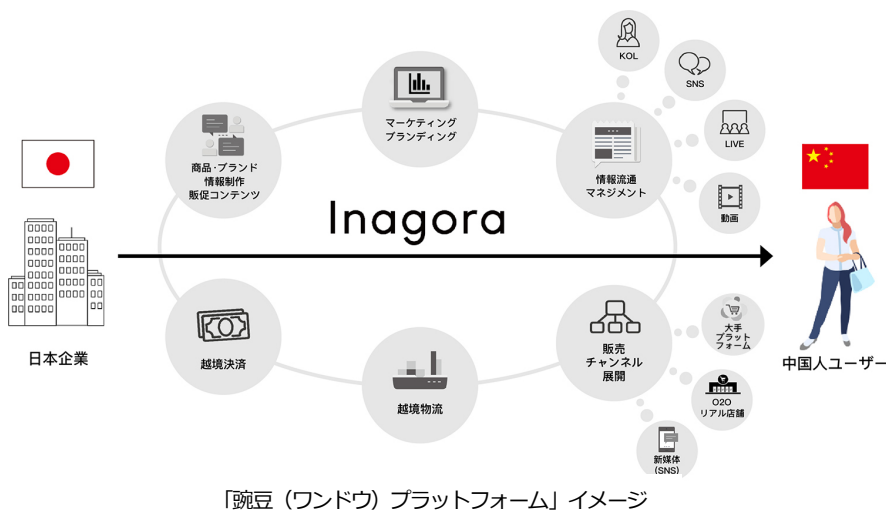 KOL
SNS
LIVE
動画
マーケティング
ブランディング
商品・ブランド
情報制作
販促コンテンツ
情報流通
マネジメント
Inagora
日本企業
中国人ユーザー
越境決済
越境物流
販売
チャンネル
展開
大手
プラット
フォーム
O2O
リアル店舗
新媒体
(SNS)
「豌豆（ワンドウ）プラットフォーム」イメージ